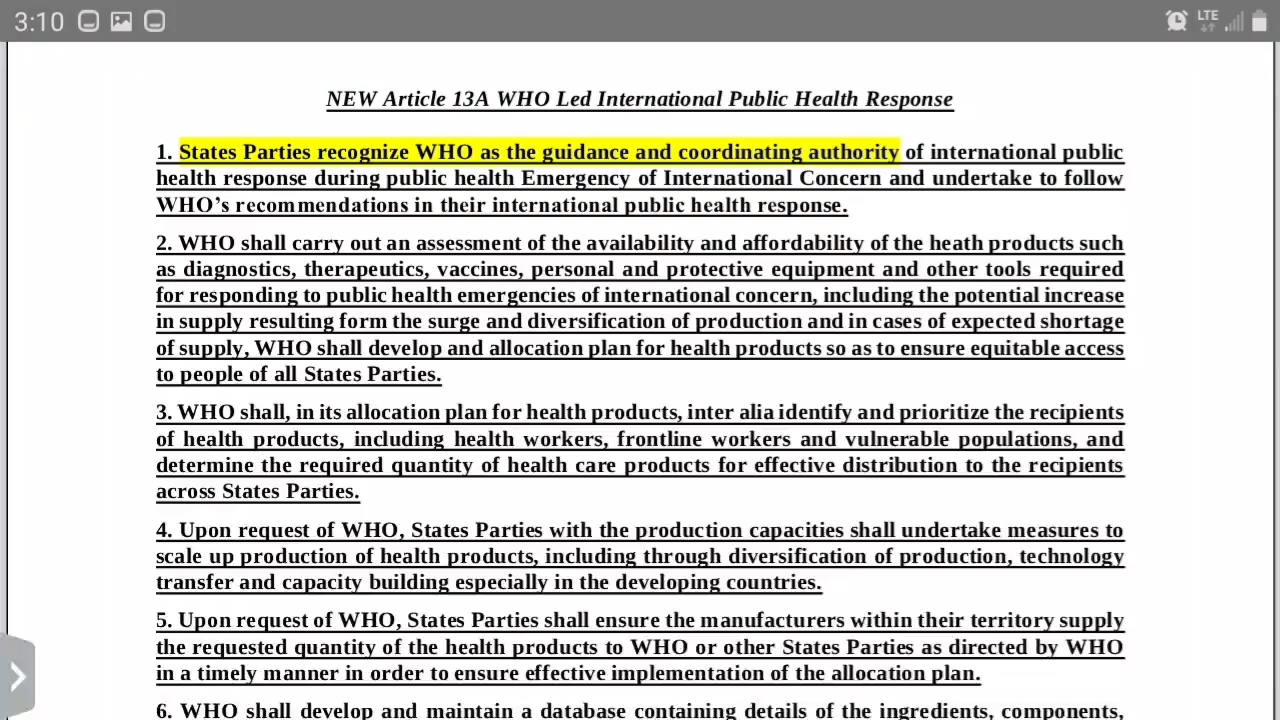 3:10
LTE
NEW Article 13A WHO Led International Public Health Response
1. States Parties recognize WHO as the guidance and coordinating authority of international public
health response during public health Emergency of International Concern and undertake to follow
WHO’s recommendations in their international public health response.
2. WHO shall carry out an assessment of the availability and affordability of the heath products such
as diagnostics, therapeutics, vaccines, personal and protective equipment and other tools required
for responding to public health emergencies of international concern, including the potential increase
in supply resulting form the surge and diversification of production and in cases of expected shortage
of supply, WHO shall develop and allocation plan for health products so as to ensure equitable access
to people of all States Parties.
3. WHO shall, in its allocation plan for health products, inter alia identify and prioritize the recipients
of health products, including health workers, frontline workers and vulnerable populations, and
determine the required quantity of health care products for effective distribution to the recipients
across States Parties.
4. Upon request of WHO, States Parties with the production capacities shall undertake measures to
scale up production of health products, including through diversification of production, technology
transfer and capacity building especially in the developing countries.
5. Upon request of WHO, States Parties shall ensure the manufacturers within their territory supply
the requested quantity of the health products to WHO or other States Parties as directed by WHO
in a timely manner in order to ensure effective implementation of the allocation plan.
6. WHO shall develop and maintain a database containing details of the ingredients, components,